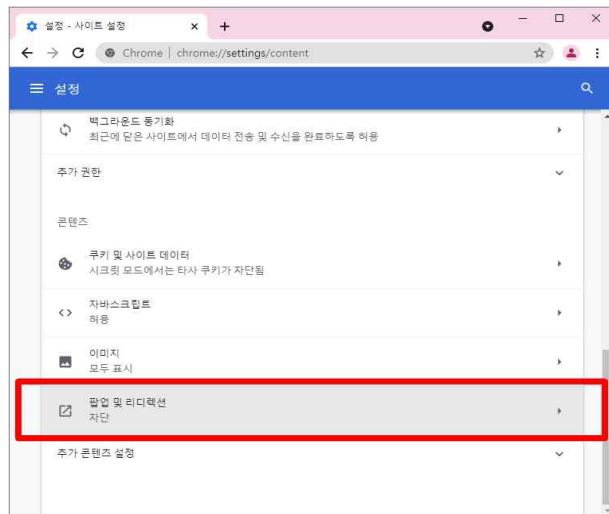 설정 - 사이트 설정
Chrome | chrome://settings/content
설정
백그라운드 동기화
최근에 닫은 사이트에서 데이터 전송 및 수신을 완료하도록 허용
추가 권한
콘텐츠
쿠키 및 사이트 데이터
시크릿 모드에서는 타사 쿠키가 차단됨
자바스크립트
허용
이미지
모두 표시
팝업 및 리디렉션
차단
추가 콘텐츠 설정